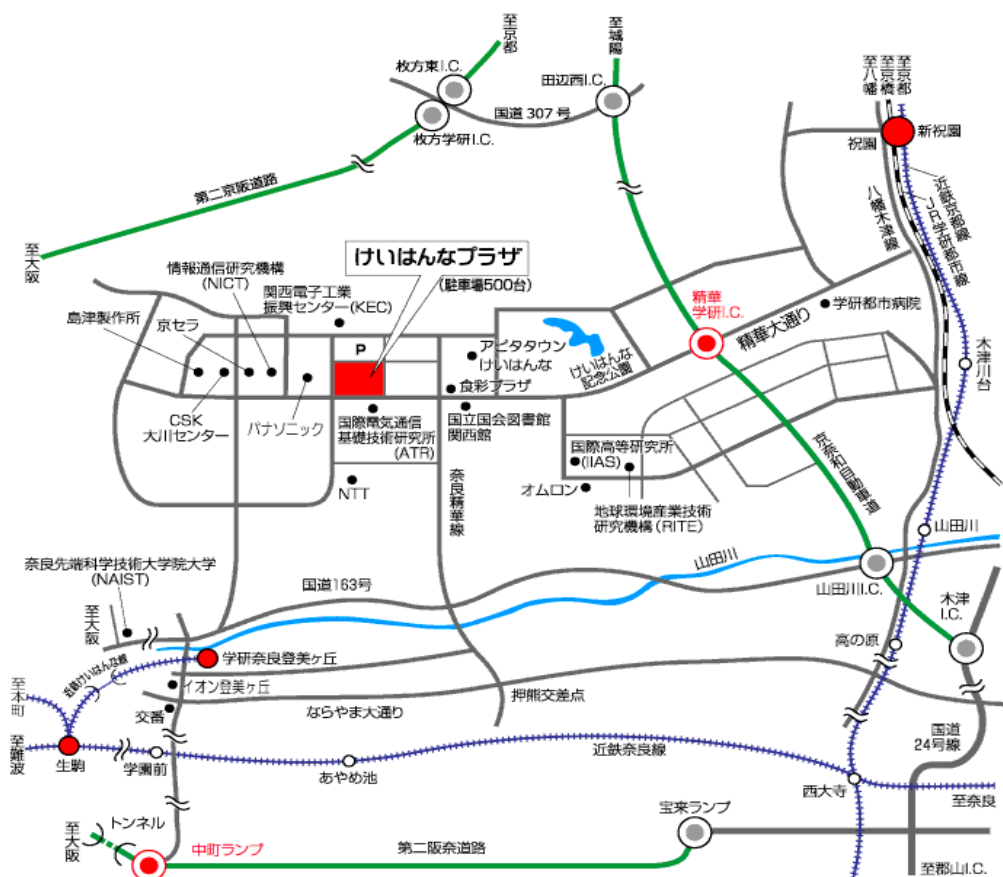 至京都
至城陽
枚方東I.C.
田辺西I.C.
至京都
至京橋
至八幡
国道307号
枚方学研I.C.
新祝園
祝園
第二京阪道路
近鉄京都線
JR学研都市線
八幡木津線
至大阪
けいはんなプラザ
(駐車場500台)
情報通信研究機構
(NICT)
関西電子工業
振興センター(KEC)
島津製作所
京セラ
精華
学研I.C.
学研都市病院
精華大通り
P
アピタタウン
けいはんな
けいはんな
記念公園
木津川台
食彩プラザ
CSK
大川センター
パナソニック
国際電気通信
基礎技術研究所
(ATR)
国立国会図書館
関西館
国際高等研究所
(IIAS)
京奈和自動車道
NTT
奈良精華線
オムロン
地球環境産業技術
研究機構(RITE)
山田川
奈良先端科学技術大学院大学
(NAIST)
国道163号
山田川
山田川I.C.
木津
I.C.
至大阪
高の原
学研奈良登美ヶ丘
近鉄けいはんな線
イオン登美ヶ丘
押熊交差点
至本町
交番
ならやま大通り
国道
24号線
至難波
生駒
学園前
あやめ池
近鉄奈良線
西大寺
至奈良
宝来ランプ
トンネル
至大阪
中町ランプ
第二阪奈道路
至郡山I.C.